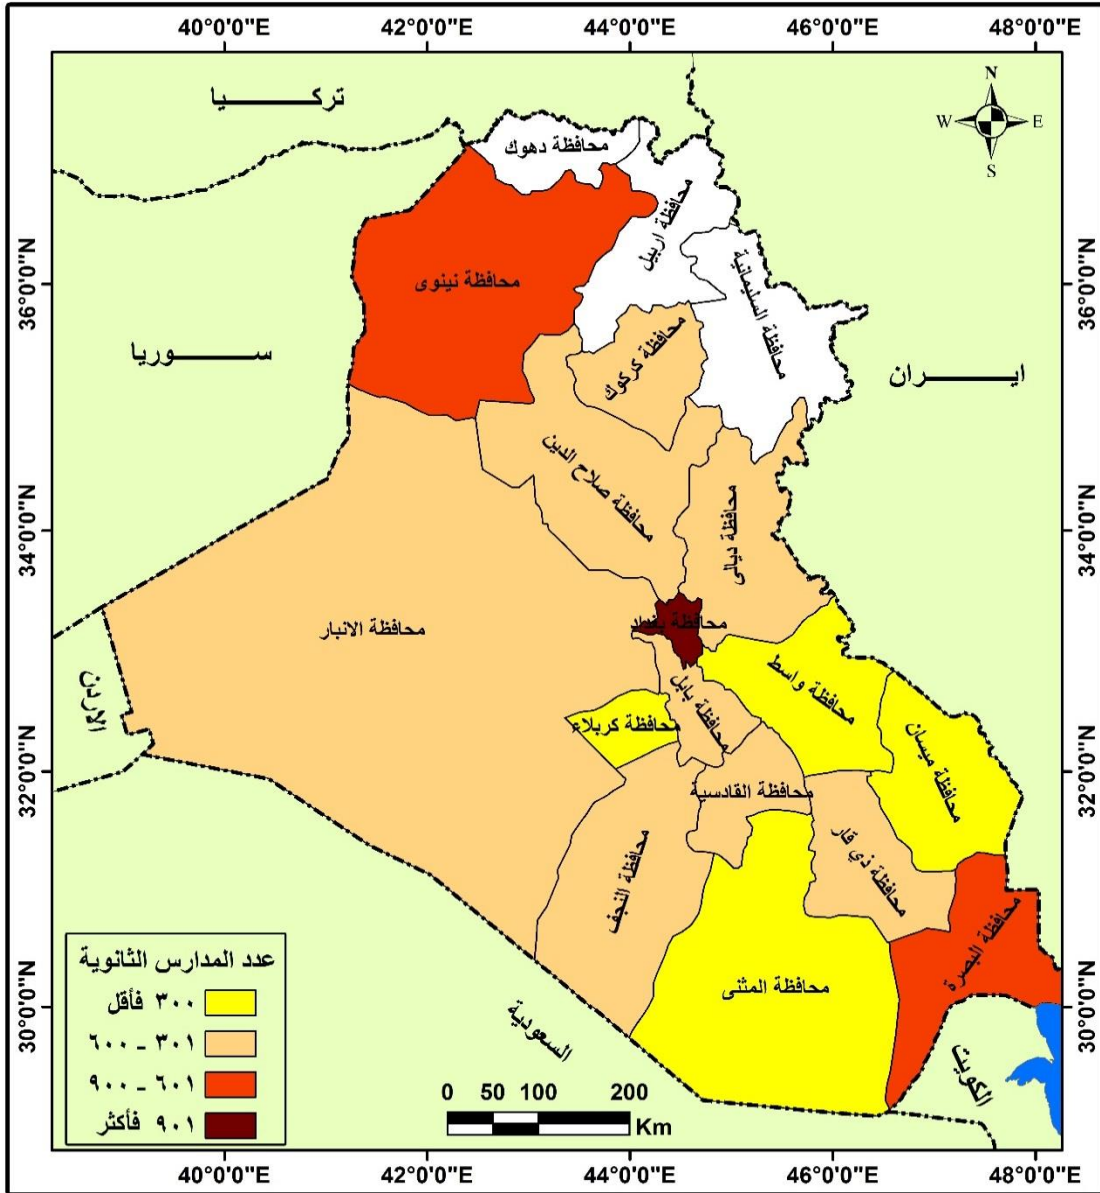 40°0'0"E 42°0'0"E 44°0'0"E 46°0'0"E 48°0'0"E
تركـــــــيا
N
W E
S
محافظة دهوك
محافظة اربيل
محافظة السليمانية
36°0'0"N
محافظة نينوى
36°0'0"N
ســـــــوريا
محافظة كركوك
ايـــــــران
محافظة صلاح الدين
34°0'0"N
محافظة ديالى
34°0'0"N
محافظة الانبار
محافظة بغداد
محافظة واسط
الاردن
محافظة بابل
محافظة كربلاء
محافظة ميسان
32°0'0"N
محافظة القادسية
32°0'0"N
محافظة النجف
محافظة ذي قار
محافظة البصرة
محافظة المثنى
30°0'0"N
30°0'0"N
السعودية
الكويت
عدد المدارس الثانوية
٣٠٠ فأقل
٣٠١ - ٦٠٠
٦٠١ - ٩٠٠
٩٠١ فأكثر
0 50 100 200
Km
40°0'0"E 42°0'0"E 44°0'0"E 46°0'0"E 48°0'0"E